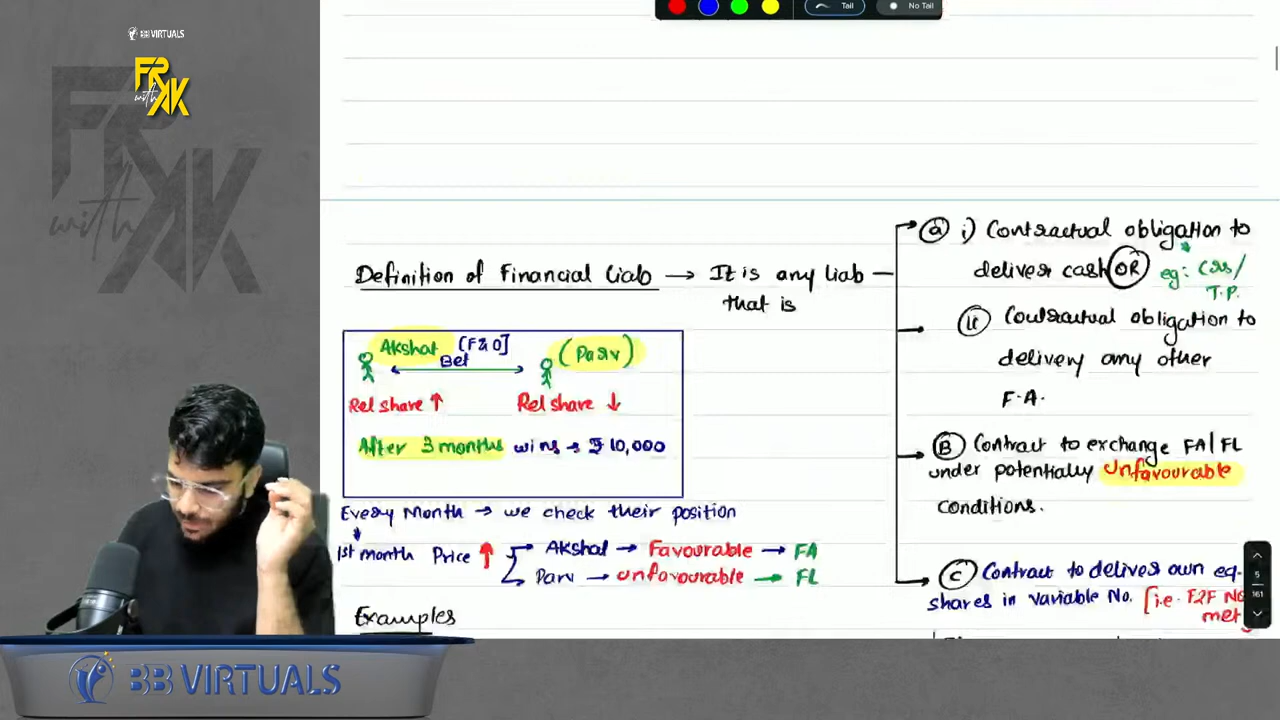 BB VIRTUALS
FR
with
AK
Tail
No Tail
Definition of Financial Liab → It is any liab
that is
a) i) Contractual obligation to
deliver cash OR eg: Crs/
T.P.
ii) Contractual obligation to
delivery any other
F.A.
B) Contract to exchange FA/FL
under potentially unfavourable
conditions.
C) Contract to deliver own eq.
shares in variable No. [i.e. F2F No
met
Akshat [F&O] (Parv)
Bet
Rel share ↑ Rel share ↓
After 3 months wins → ₹ 10,000
Every Month → we check their position
1st month Price ↑ Akshat → Favourable → FA
Parv → unfavourable → FL
Examples
5
161
BB VIRTUALS